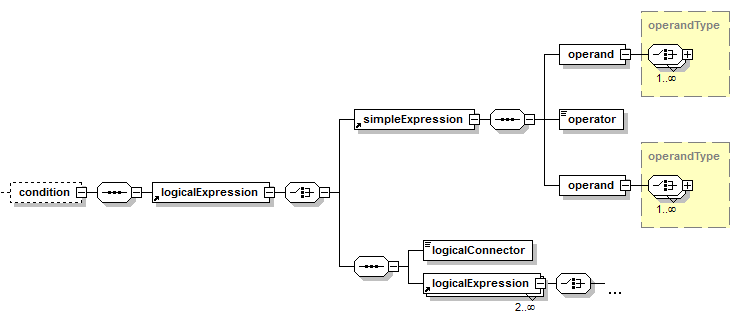 operandType
operand
1..∞
simpleExpression
operator
operandType
operand
1..∞
condition
logicalExpression
logicalConnector
logicalExpression
2..∞
...